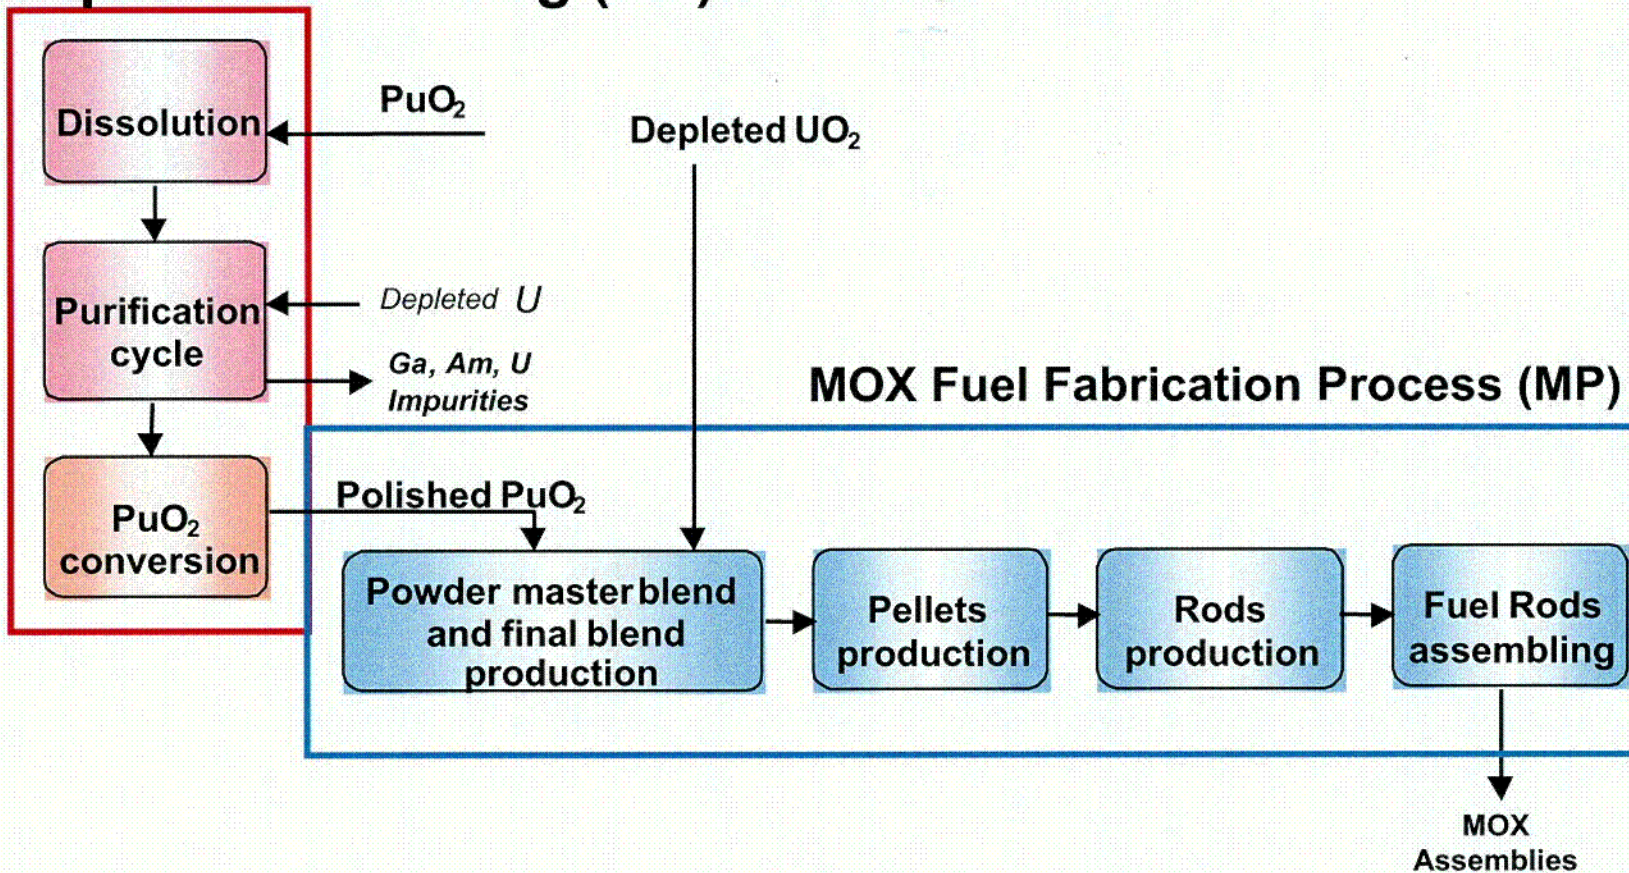 Dissolution
PuO₂
Depleted UO₂
Purification
cycle
Depleted U
Ga, Am, U
Impurities
MOX Fuel Fabrication Process (MP)
PuO₂
conversion
Polished PuO₂
Powder master blend
and final blend
production
Pellets
production
Rods
production
Fuel Rods
assembling
MOX
Assemblies